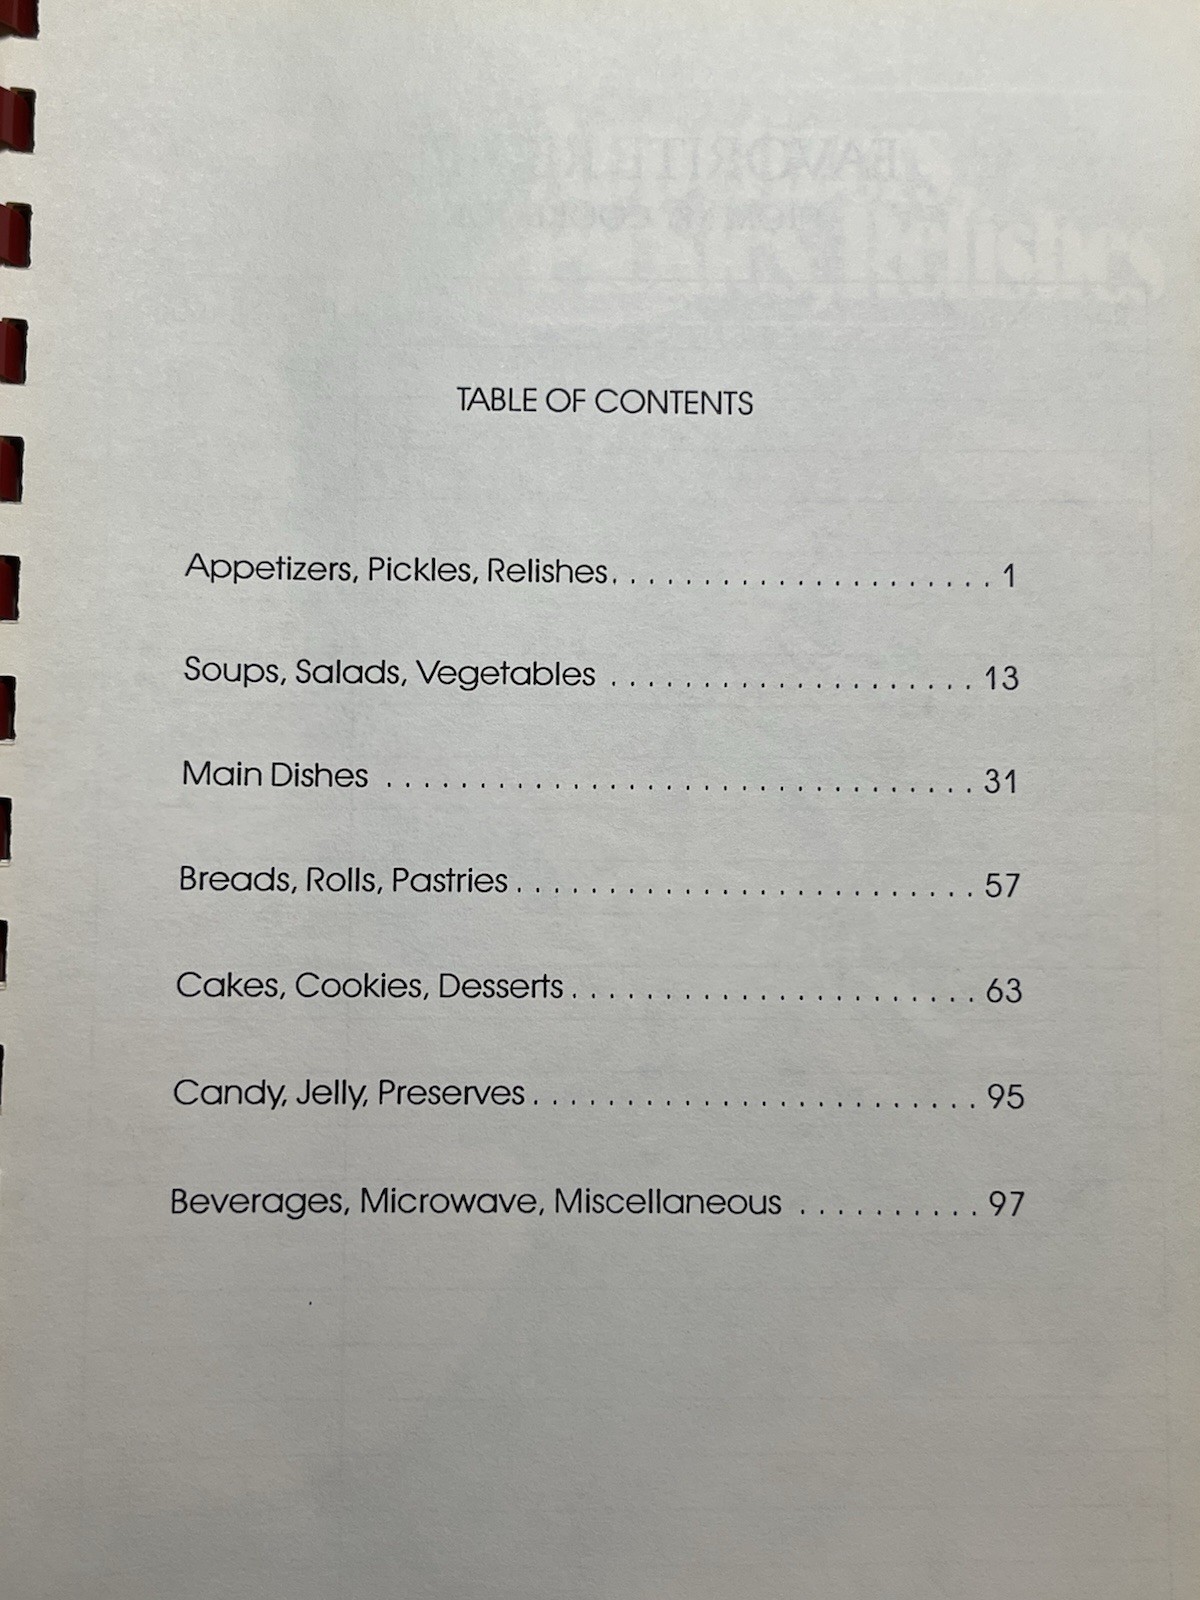 TABLE OF CONTENTS
Appetizers, Pickles, Relishes. . . . . . . . . . . . . . . . . . . . . 1
Soups, Salads, Vegetables . . . . . . . . . . . . . . . . . . . . 13
Main Dishes . . . . . . . . . . . . . . . . . . . . . . . . . . . . . . . . 31
Breads, Rolls, Pastries . . . . . . . . . . . . . . . . . . . . . . . . . 57
Cakes, Cookies, Desserts . . . . . . . . . . . . . . . . . . . . . . 63
Candy, Jelly, Preserves . . . . . . . . . . . . . . . . . . . . . . . . 95
Beverages, Microwave, Miscellaneous . . . . . . . . . . 97